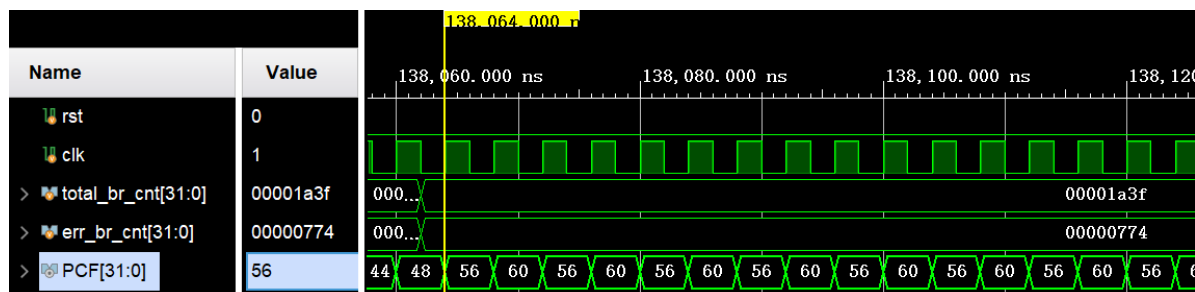 138,064.000 n
Name Value
138,060.000 ns 138,080.000 ns 138,100.000 ns 138,120
rst 0
clk 1
> total_br_cnt[31:0] 00001a3f 000... 00001a3f
> err_br_cnt[31:0] 00000774 000... 00000774
> PCF[31:0] 56 44 48 56 60 56 60 56 60 56 60 56 60 56 60 56 60 56